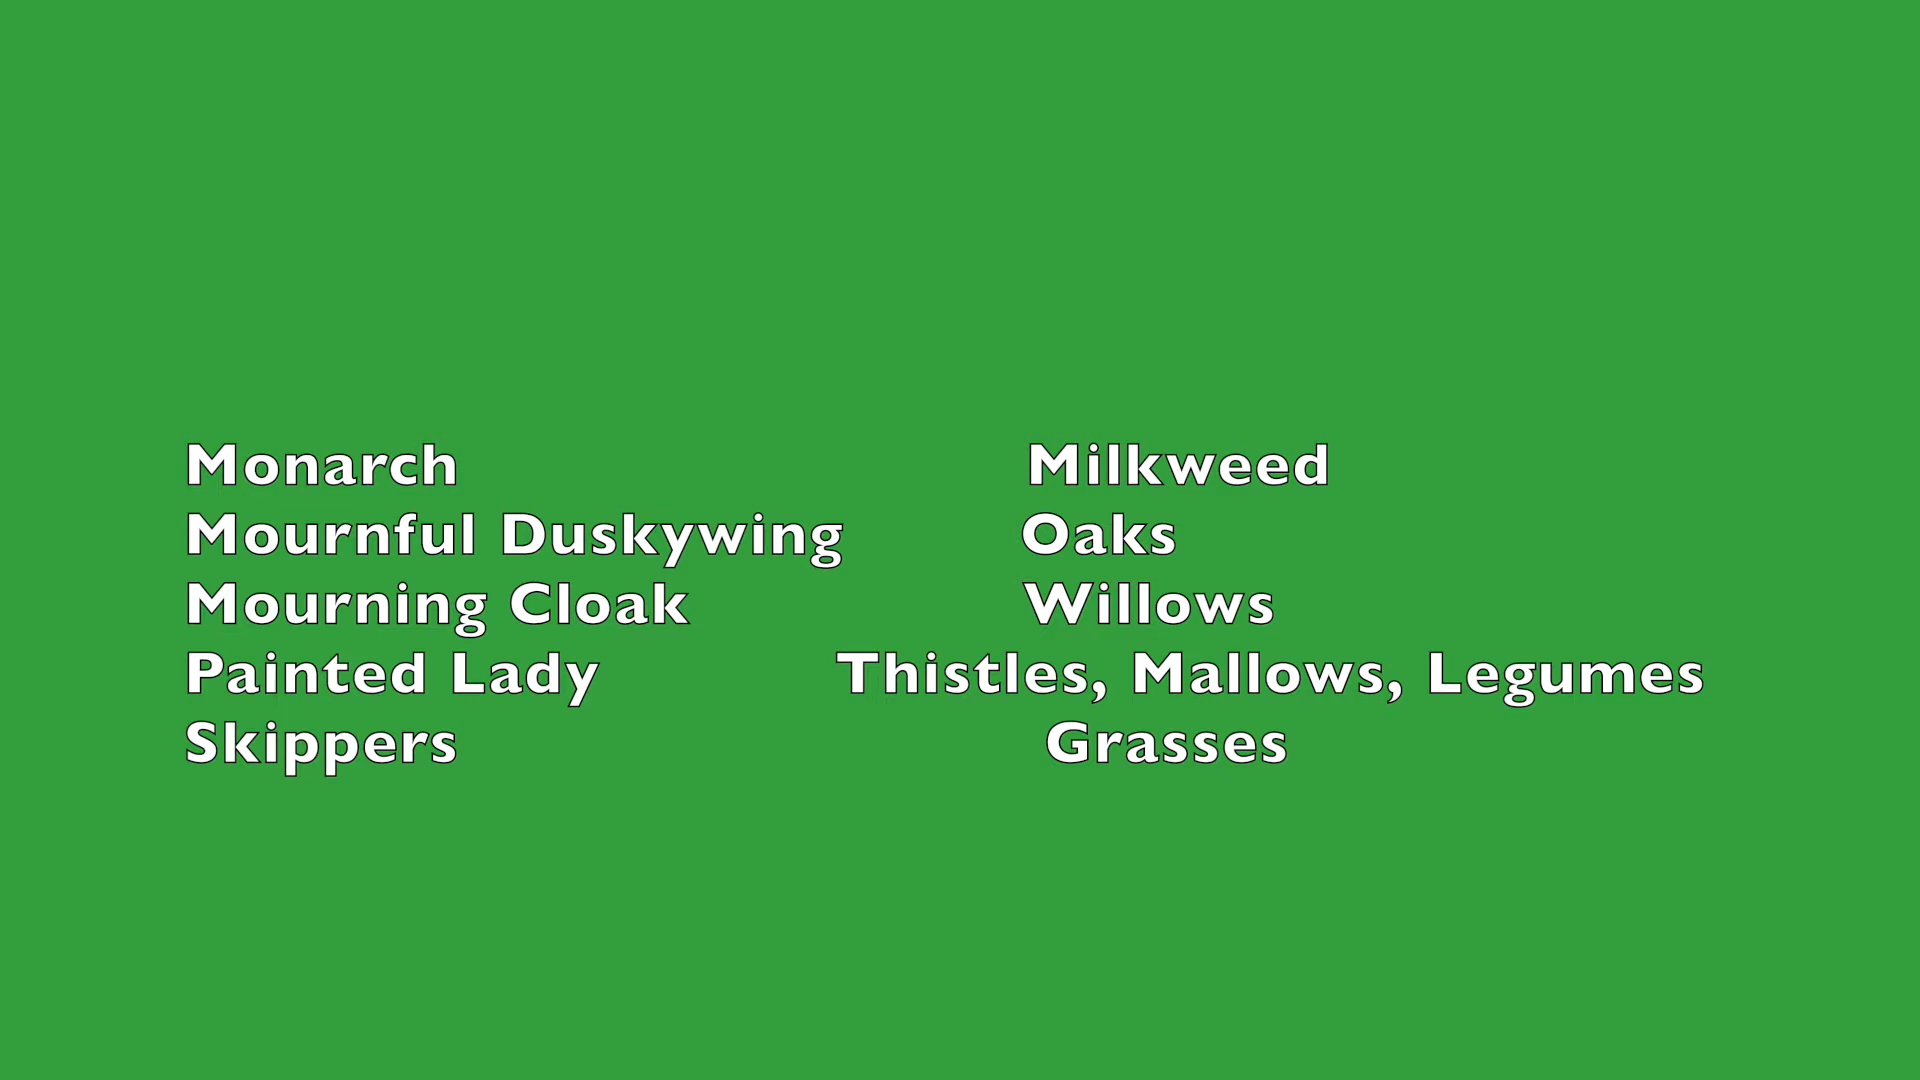 Monarch Milkweed
Mournful Duskywing Oaks
Mourning Cloak Willows
Painted Lady Thistles, Mallows, Legumes
Skippers Grasses